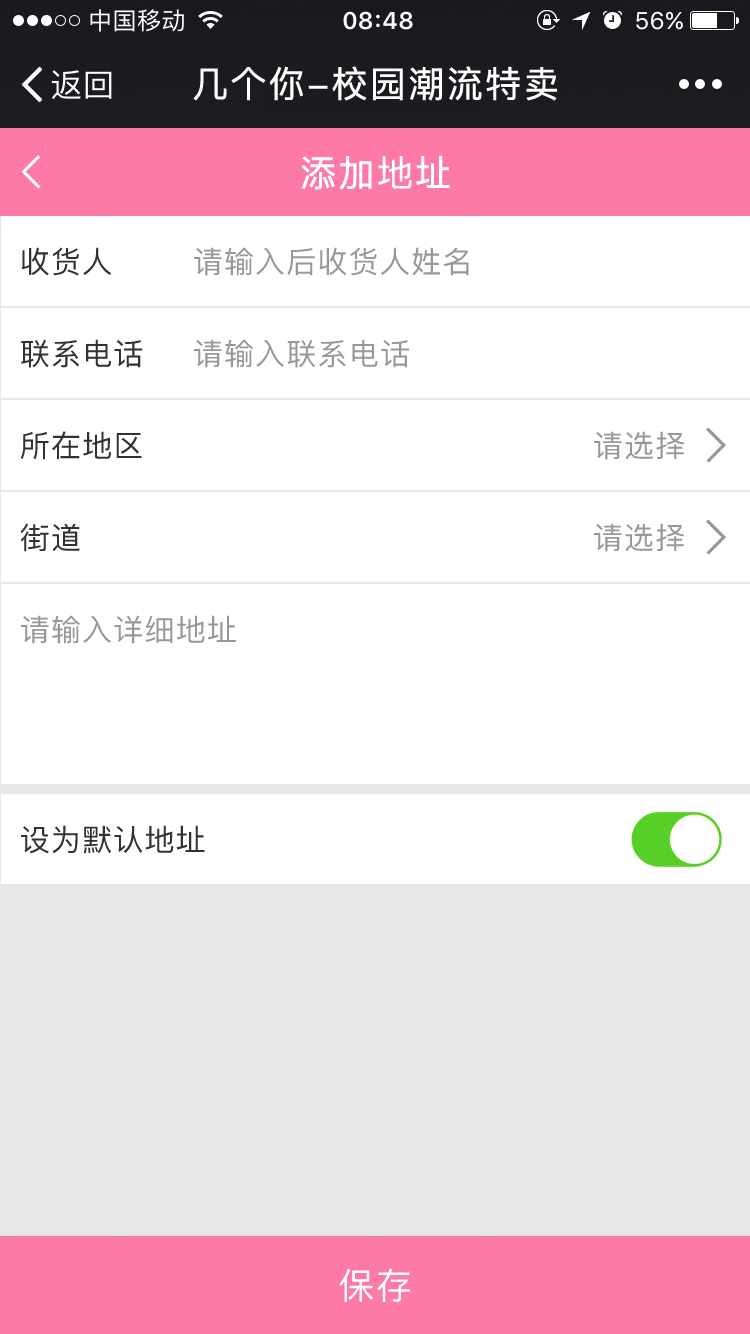 中国移动 08:48 56%
返回 几个你-校园潮流特卖
添加地址
收货人 请输入后收货人姓名
联系电话 请输入联系电话
所在地区 请选择
街道 请选择
请输入详细地址
设为默认地址
保存